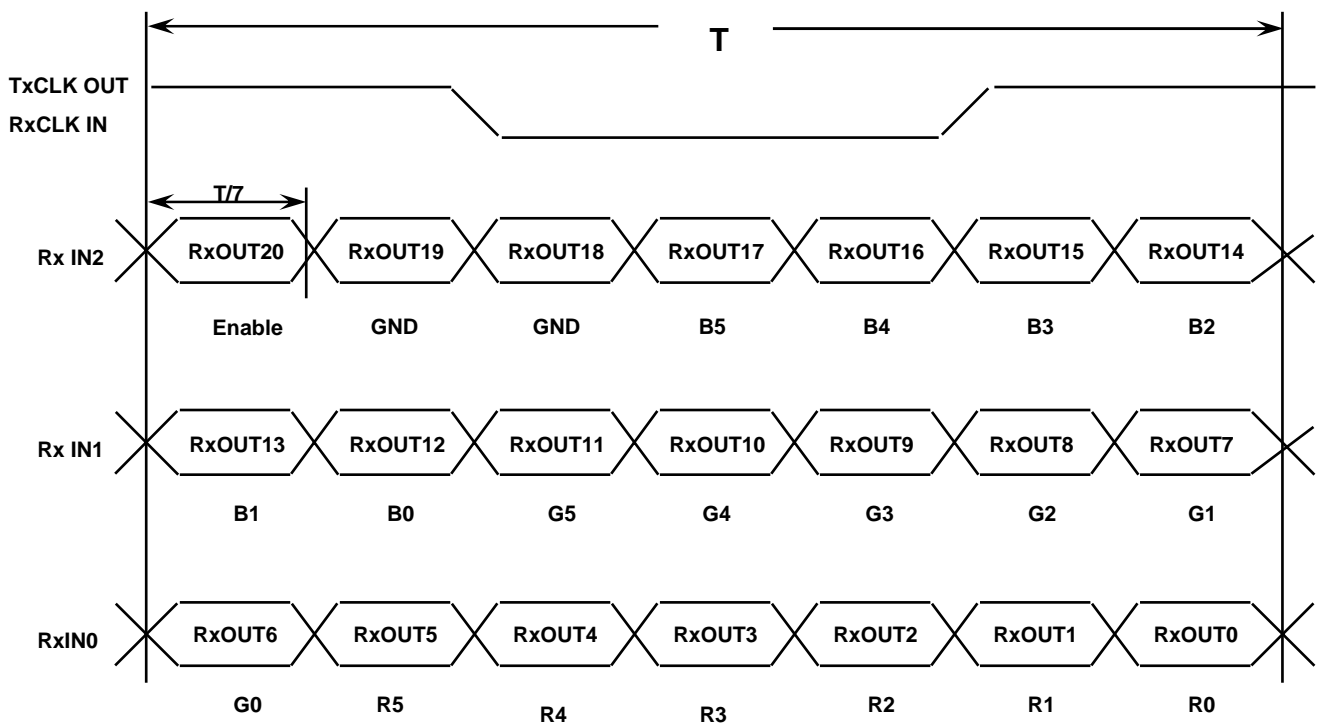 T
TxCLK OUT
RxCLK IN
T/7
Rx IN2 RxOUT20 RxOUT19 RxOUT18 RxOUT17 RxOUT16 RxOUT15 RxOUT14
Enable GND GND B5 B4 B3 B2
Rx IN1 RxOUT13 RxOUT12 RxOUT11 RxOUT10 RxOUT9 RxOUT8 RxOUT7
B1 B0 G5 G4 G3 G2 G1
RxIN0 RxOUT6 RxOUT5 RxOUT4 RxOUT3 RxOUT2 RxOUT1 RxOUT0
G0 R5 R4 R3 R2 R1 R0